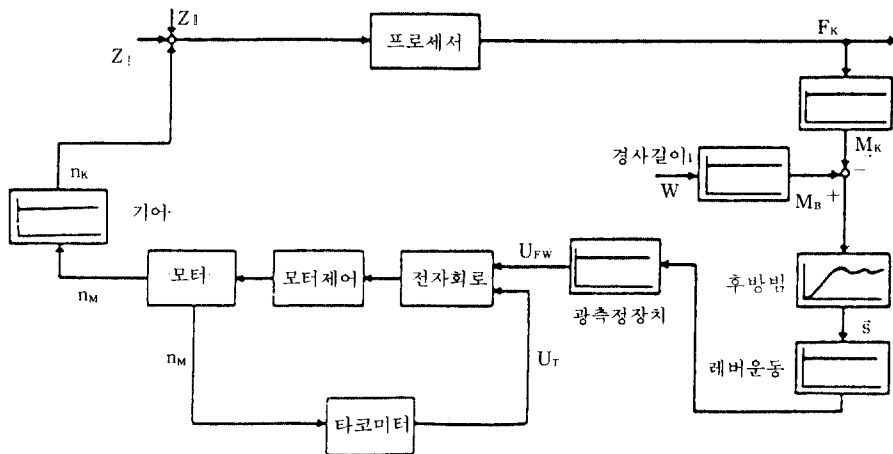 Z॥
Z।
프로세서
F_K
M_K
경사길이
W
M_B
+
−
n_K
기어
U_FW
후방빔
모터
모터제어
전자회로
n_M
광측정장치
s
n_M
U_T
레버운동
타코미터